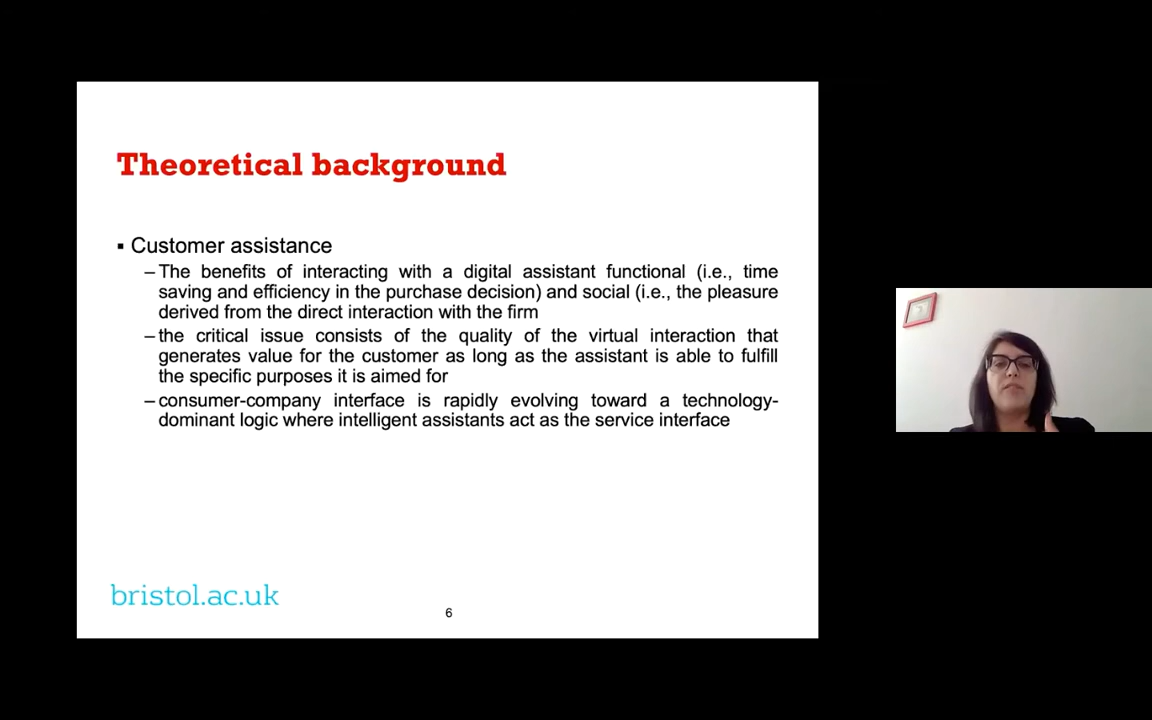 Theoretical background
▪ Customer assistance
– The benefits of interacting with a digital assistant functional (i.e., time
saving and efficiency in the purchase decision) and social (i.e., the pleasure
derived from the direct interaction with the firm
– the critical issue consists of the quality of the virtual interaction that
generates value for the customer as long as the assistant is able to fulfill
the specific purposes it is aimed for
– consumer-company interface is rapidly evolving toward a technology-
dominant logic where intelligent assistants act as the service interface
bristol.ac.uk
6